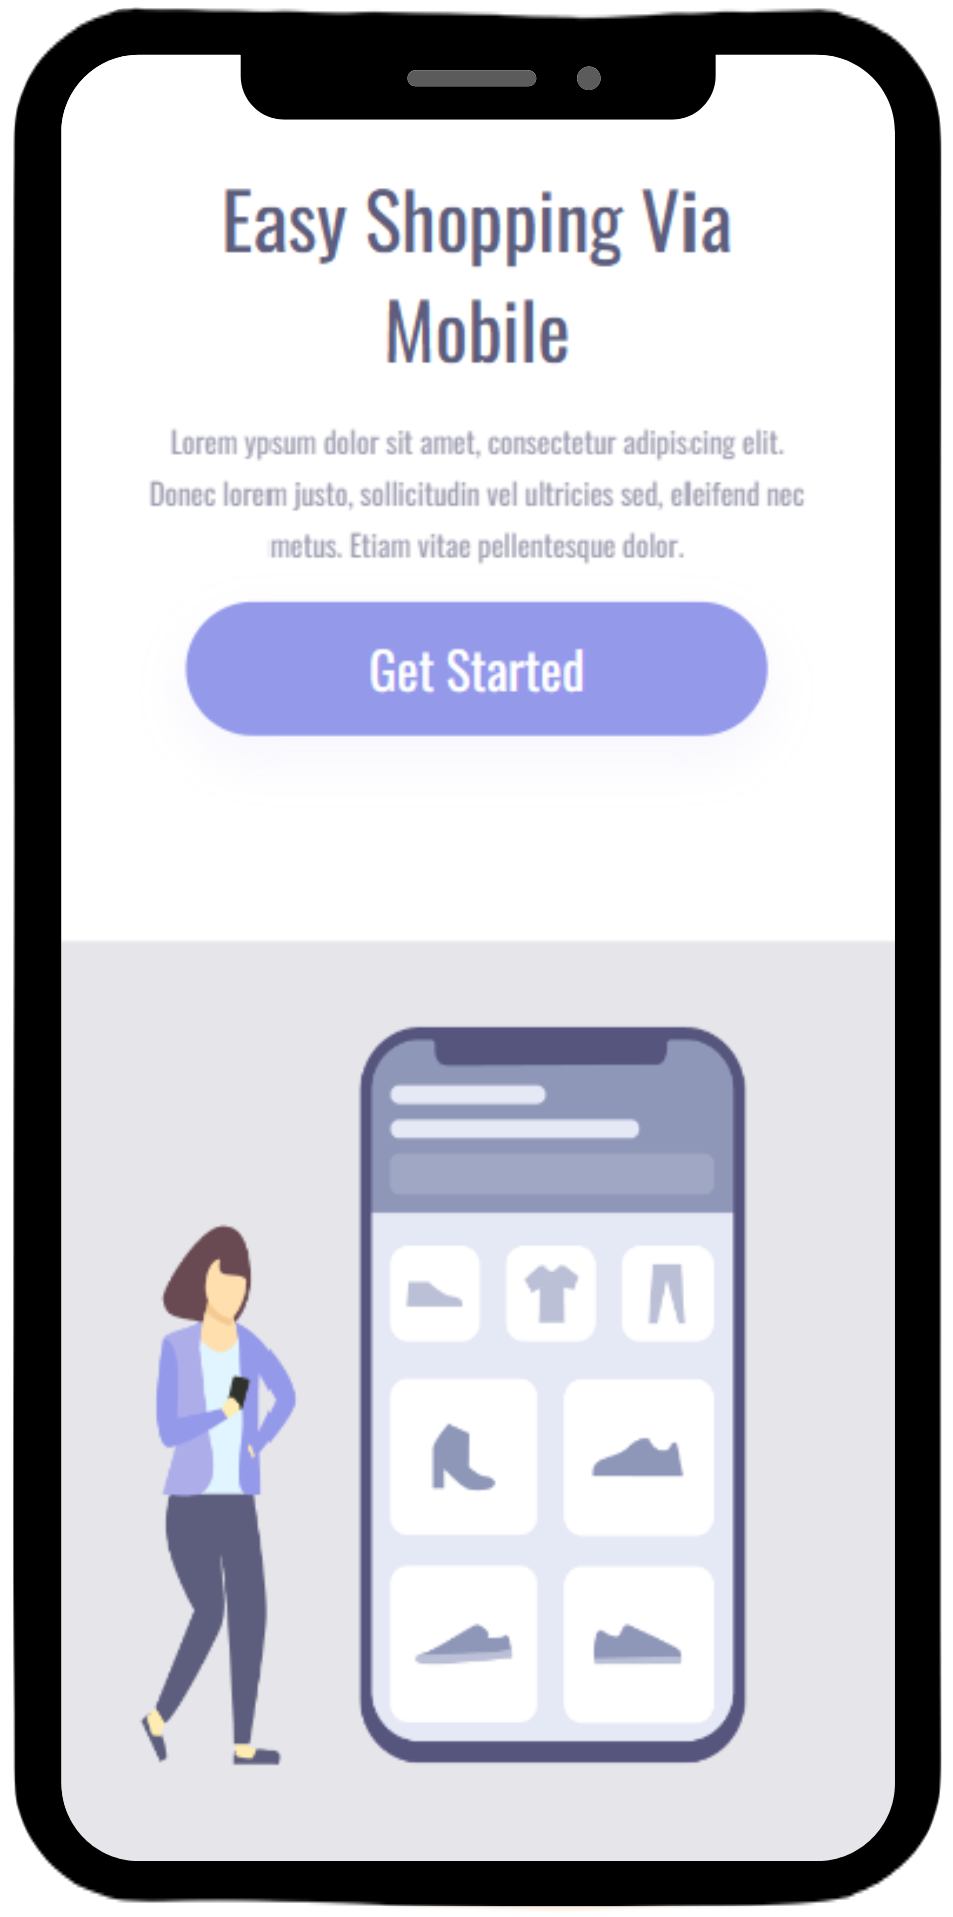 Easy Shopping Via
Mobile
Lorem ypsum dolor sit amet, consectetur adipiscing elit.
Donec lorem justo, sollicitudin vel ultricies sed, eleifend nec
metus. Etiam vitae pellentesque dolor.
Get Started